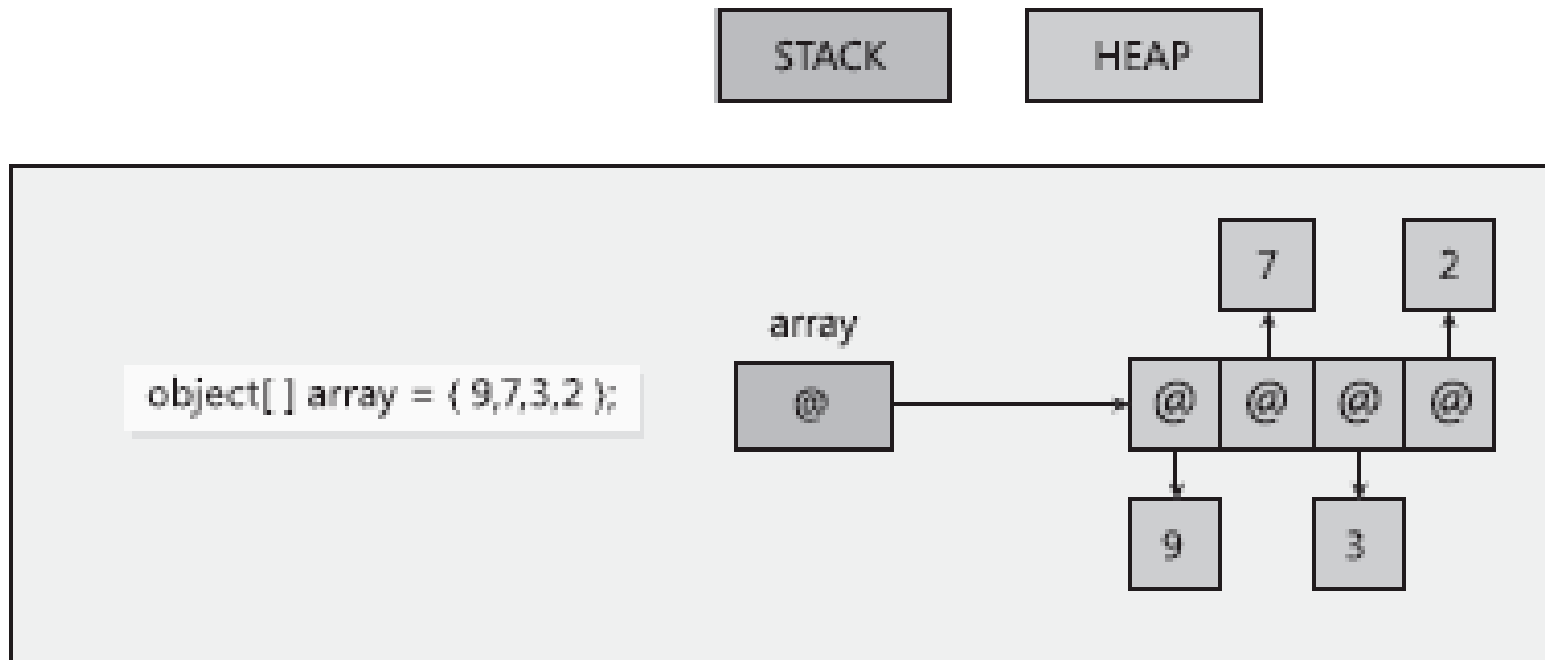 STACK HEAP
7 2
array
object[ ] array = { 9,7,3,2 };
@ @ @ @ @
9 3